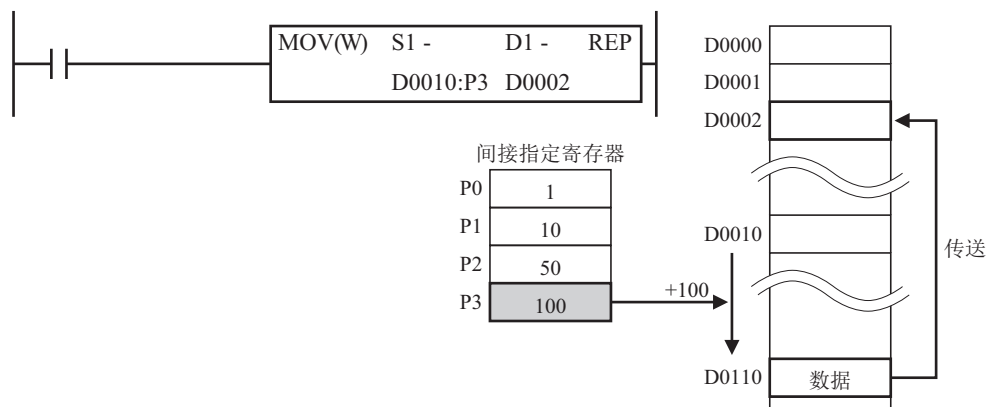 MOV(W) S1 - D1 - REP
D0010:P3 D0002
间接指定寄存器
P0 1
P1 10
P2 50
P3 100
+100
D0000
D0001
D0002
D0010
传送
D0110 数据